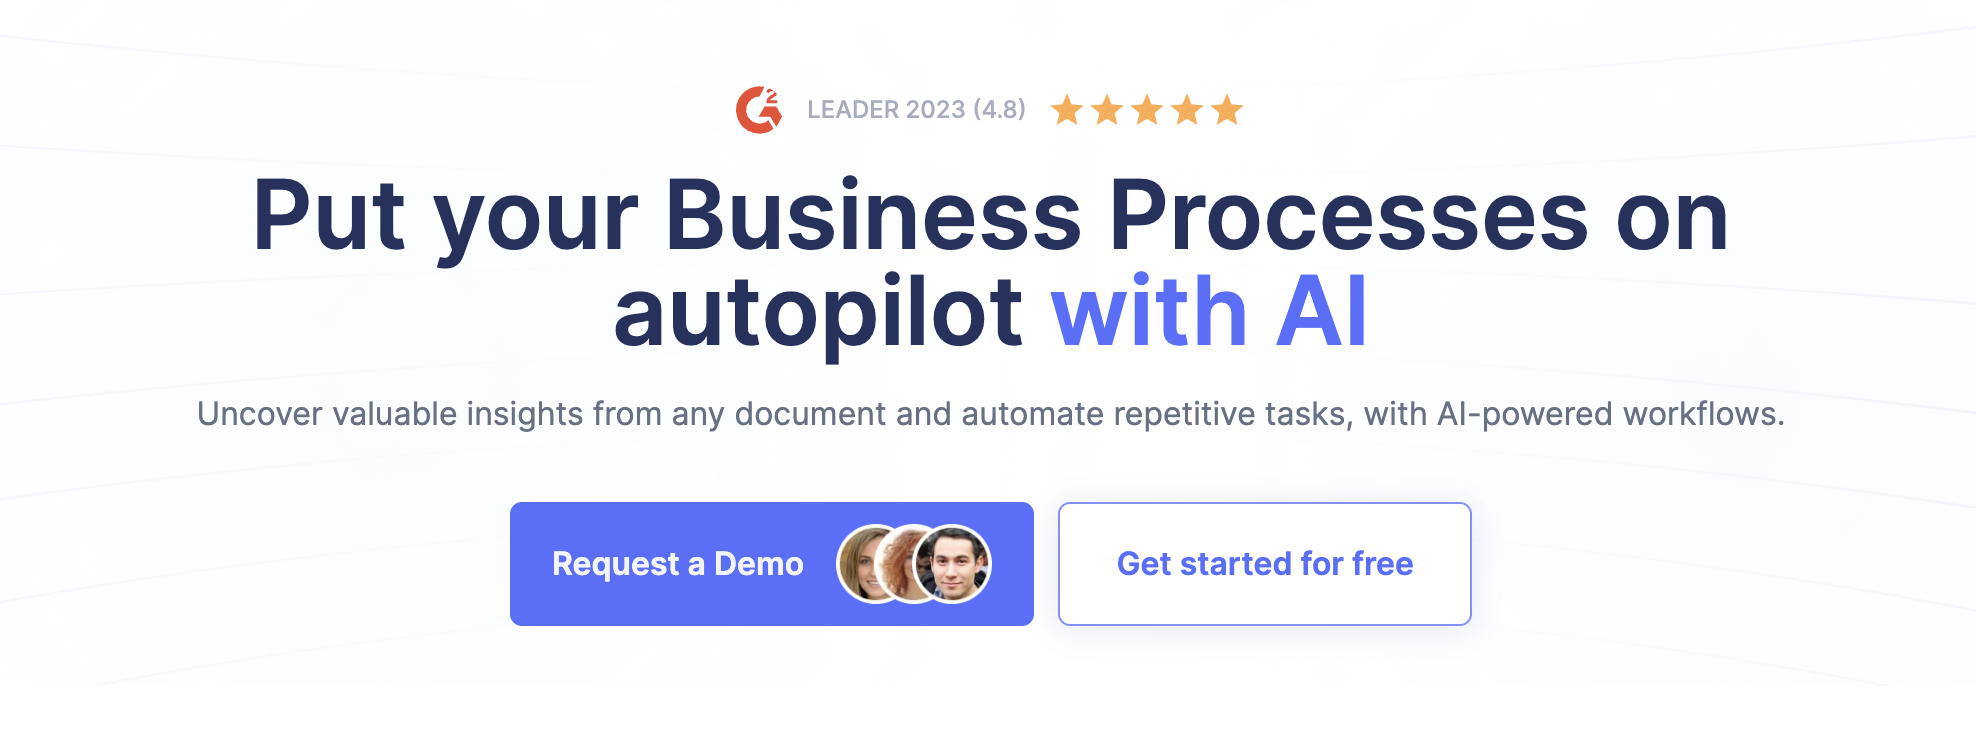 LEADER 2023 (4.8)
Put your Business Processes on
autopilot with AI
Uncover valuable insights from any document and automate repetitive tasks, with AI-powered workflows.
Request a Demo
Get started for free